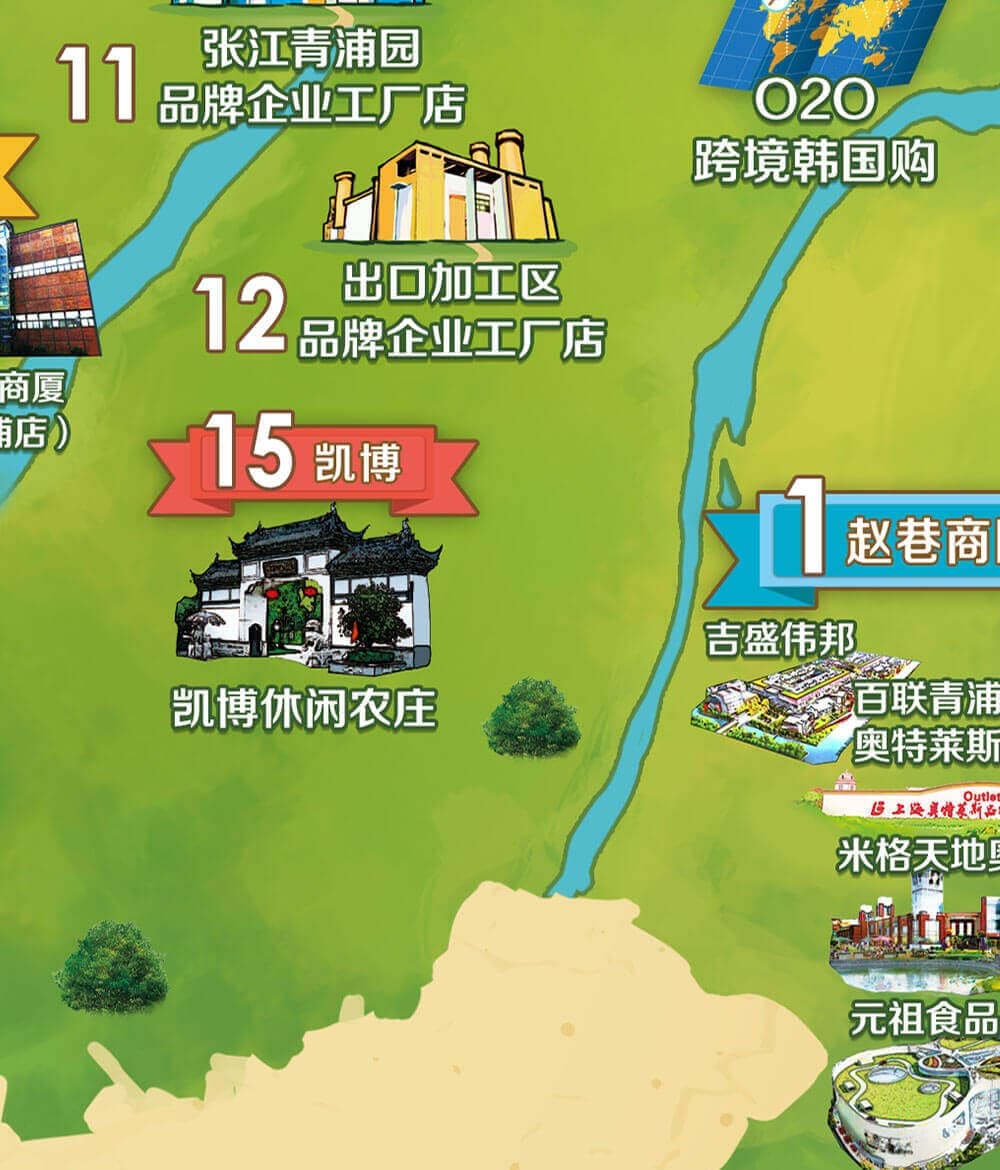 11
张江青浦园
品牌企业工厂店
O2O
跨境韩国购
12
出口加工区
品牌企业工厂店
商厦
浦店）
15 凯博
凯博休闲农庄
1 赵巷商
吉盛伟邦
百联青浦
奥特莱斯
Outlet
上海奥特莱斯品
米格天地奥
元祖食品